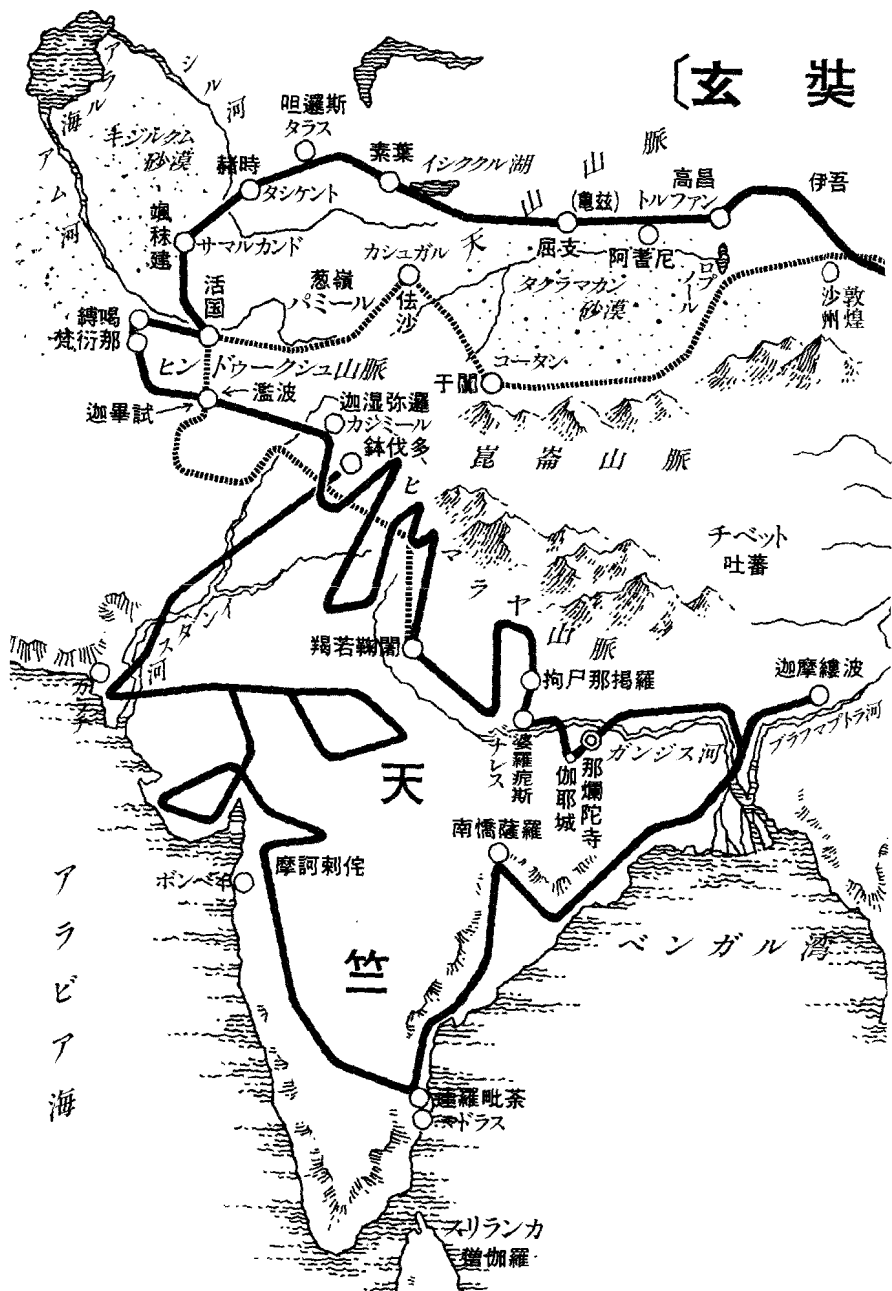 〔玄奘
アラル海
シル河
アム河
キジルクム
砂漠
呾邏斯
タラス
赭時
タシケント
素葉
イシククル湖
天山山脈
(亀茲)
屈支
高昌
トルファン
阿耆尼
伊吾
颯秣建
サマルカンド
カシュガル
佉沙
葱嶺
パミール
タクラマカン
砂漠
ロプノール
敦煌
沙州
活国
縛喝
梵衍那
ヒンドゥークシュ山脈
コータン
于闐
迦畢試
濫波
迦湿弥邏
カジミール
鉢伐多
崑崙山脈
ヒマラヤ山脈
チベット
吐蕃
インダス河
羯若鞠闍
拘尸那掲羅
迦摩縷波
ブラフマプトラ河
カラチ
ベナレス
婆羅痆斯
伽耶城
那爛陀寺
ガンジス河
天竺
南憍薩羅
摩訶剌侘
ボンベイ
アラビア海
ベンガル湾
達羅毗荼
マドラス
スリランカ
僧伽羅